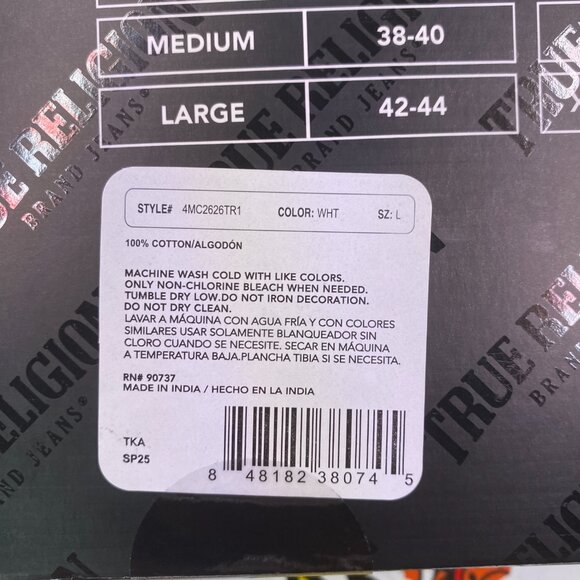 MEDIUM 38-40
LARGE 42-44
TRUE RELIGION
BRAND JEANS®
TRUE RELIGION
BRAND JEANS®
TRUE RELIGION
STYLE# 4MC2626TR1 COLOR: WHT SZ: L
100% COTTON/ALGODÓN
MACHINE WASH COLD WITH LIKE COLORS.
ONLY NON-CHLORINE BLEACH WHEN NEEDED.
TUMBLE DRY LOW.DO NOT IRON DECORATION.
DO NOT DRY CLEAN.
LAVAR A MÁQUINA CON AGUA FRÍA Y CON COLORES
SIMILARES USAR SOLAMENTE BLANQUEADOR SIN
CLORO CUANDO SE NECESITE. SECAR EN MÁQUINA
A TEMPERATURA BAJA.PLANCHA TIBIA SI SE NECESITA.
RN# 90737
MADE IN INDIA / HECHO EN LA INDIA
TKA
SP25
8 48182 38074 5